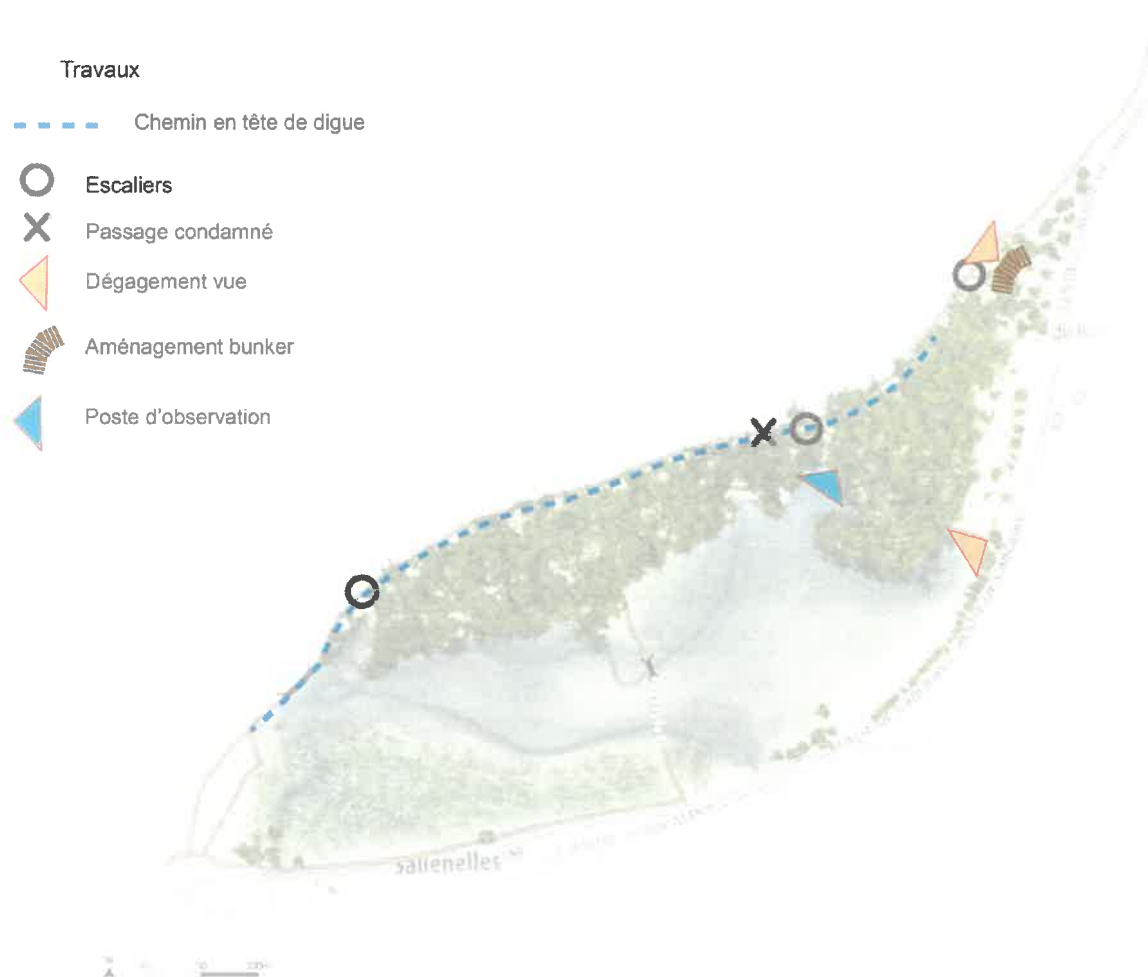 Travaux
Chemin en tête de digue
Escaliers
Passage condamné
Dégagement vue
Aménagement bunker
Poste d'observation
Sallenelles